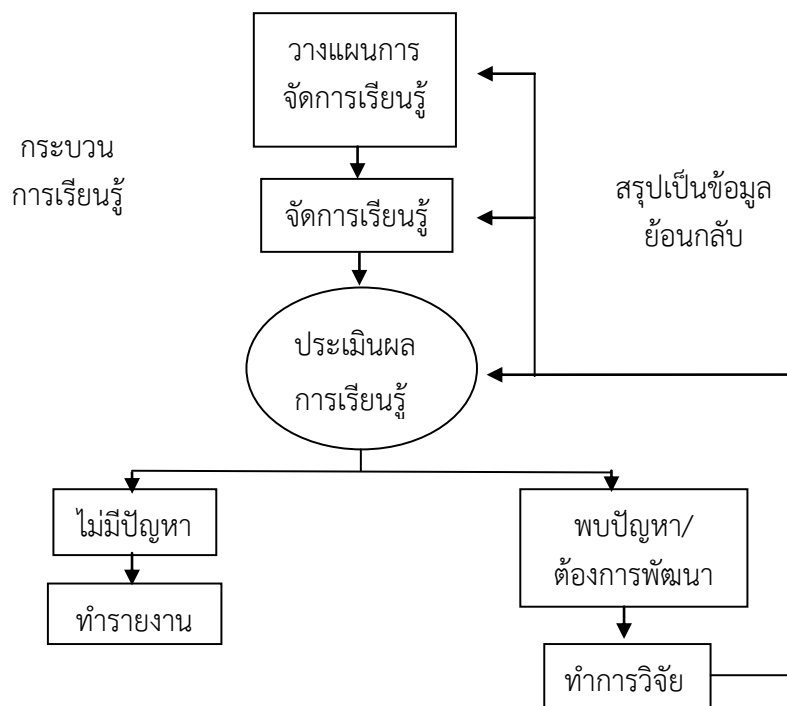 วางแผนการ
จัดการเรียนรู้
กระบวน
การเรียนรู้
จัดการเรียนรู้
สรุปเป็นข้อมูล
ย้อนกลับ
ประเมินผล
การเรียนรู้
ไม่มีปัญหา
พบปัญหา/
ต้องการพัฒนา
ทำรายงาน
ทำการวิจัย